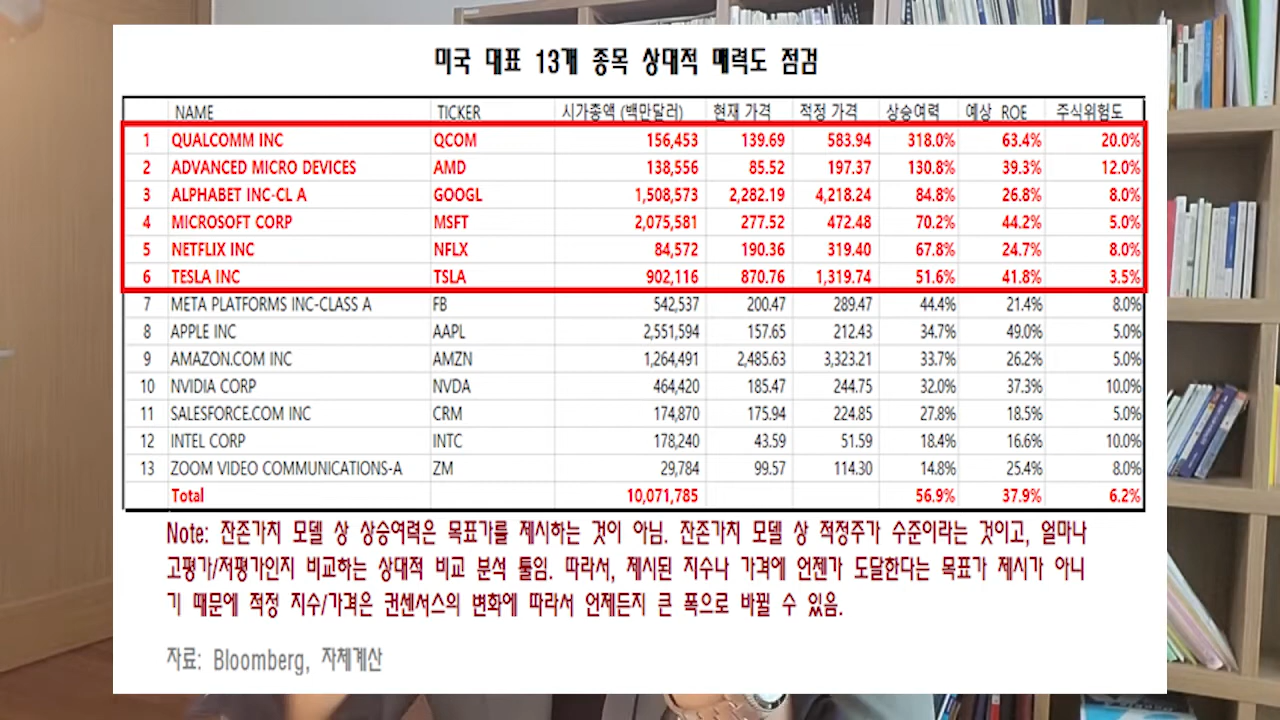 미국 대표 13개 종목 상대적 매력도 점검
NAME TICKER 시가총액 (백만달러) 현재 가격 적정 가격 상승여력 예상 ROE 주식위험도
1 QUALCOMM INC QCOM 156,453 139.69 583.94 318.0% 63.4% 20.0%
2 ADVANCED MICRO DEVICES AMD 138,556 85.52 197.37 130.8% 39.3% 12.0%
3 ALPHABET INC-CL A GOOGL 1,508,573 2,282.19 4,218.24 84.8% 26.8% 8.0%
4 MICROSOFT CORP MSFT 2,075,581 277.52 472.48 70.2% 44.2% 5.0%
5 NETFLIX INC NFLX 84,572 190.36 319.40 67.8% 24.7% 8.0%
6 TESLA INC TSLA 902,116 870.76 1,319.74 51.6% 41.8% 3.5%
7 META PLATFORMS INC-CLASS A FB 542,537 200.47 289.47 44.4% 21.4% 8.0%
8 APPLE INC AAPL 2,551,594 157.65 212.43 34.7% 49.0% 5.0%
9 AMAZON.COM INC AMZN 1,264,491 2,485.63 3,323.21 33.7% 26.2% 5.0%
10 NVIDIA CORP NVDA 464,420 185.47 244.75 32.0% 37.3% 10.0%
11 SALESFORCE.COM INC CRM 174,870 175.94 224.85 27.8% 18.5% 5.0%
12 INTEL CORP INTC 178,240 43.59 51.59 18.4% 16.6% 10.0%
13 ZOOM VIDEO COMMUNICATIONS-A ZM 29,784 99.57 114.30 14.8% 25.4% 8.0%
Total 10,071,785 56.9% 37.9% 6.2%
Note: 잔존가치 모델 상 상승여력은 목표가를 제시하는 것이 아님. 잔존가치 모델 상 적정주가 수준이라는 것이고, 얼마나
고평가/저평가인지 비교하는 상대적 비교 분석 툴임. 따라서, 제시된 지수나 가격에 언젠가 도달한다는 목표가 제시가 아니
기 때문에 적정 지수/가격은 컨센서스의 변화에 따라서 언제든지 큰 폭으로 바뀔 수 있음.
자료: Bloomberg, 자체계산